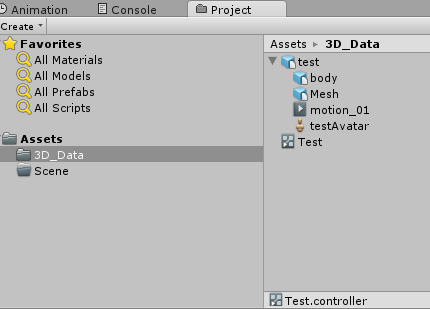 Animation Console Project
Create
Favorites
All Materials
All Models
All Prefabs
All Scripts
Assets
3D_Data
Scene
Assets 3D_Data
test
body
Mesh
motion_01
testAvatar
Test
Test.controller